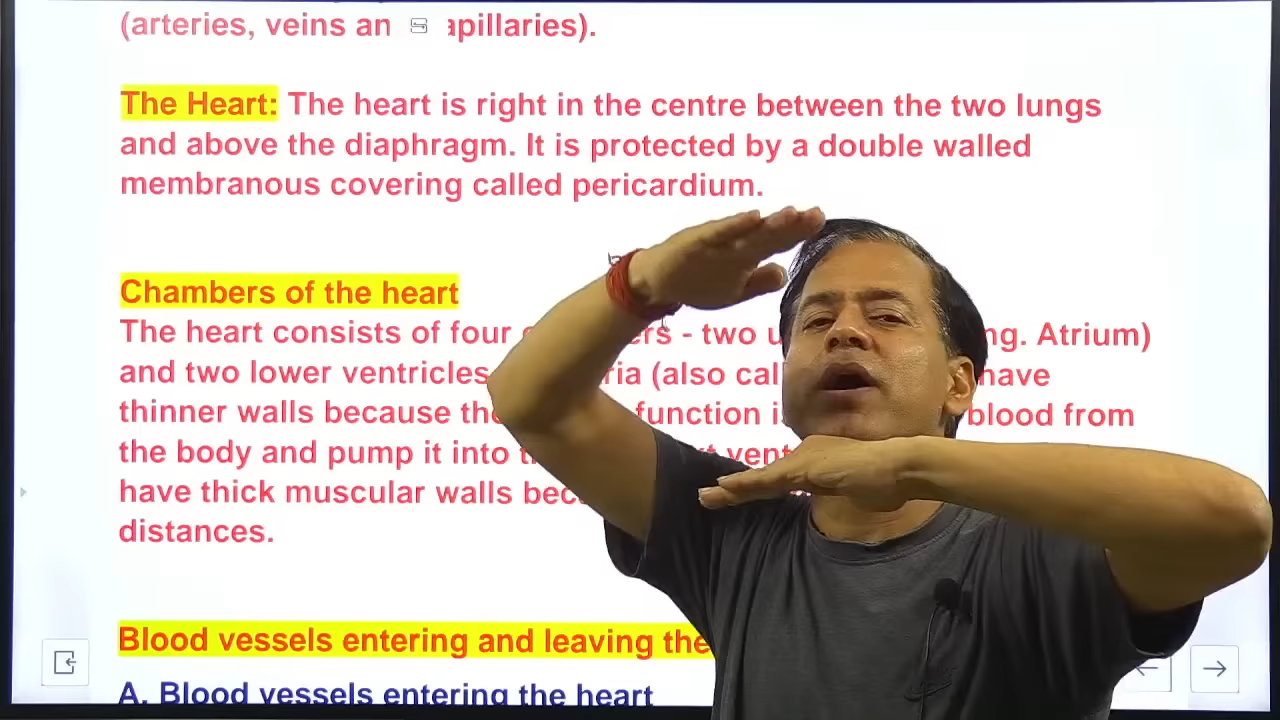 (arteries, veins an apillaries).
The Heart: The heart is right in the centre between the two lungs
and above the diaphragm. It is protected by a double walled
membranous covering called pericardium.
Chambers of the heart
The heart consists of four ers - two u ng. Atrium)
and two lower ventricles ria (also cal have
thinner walls because the function i blood from
the body and pump it into vent
have thick muscular walls bec
distances.
Blood vessels entering and leaving the
A. Blood vessels entering the heart